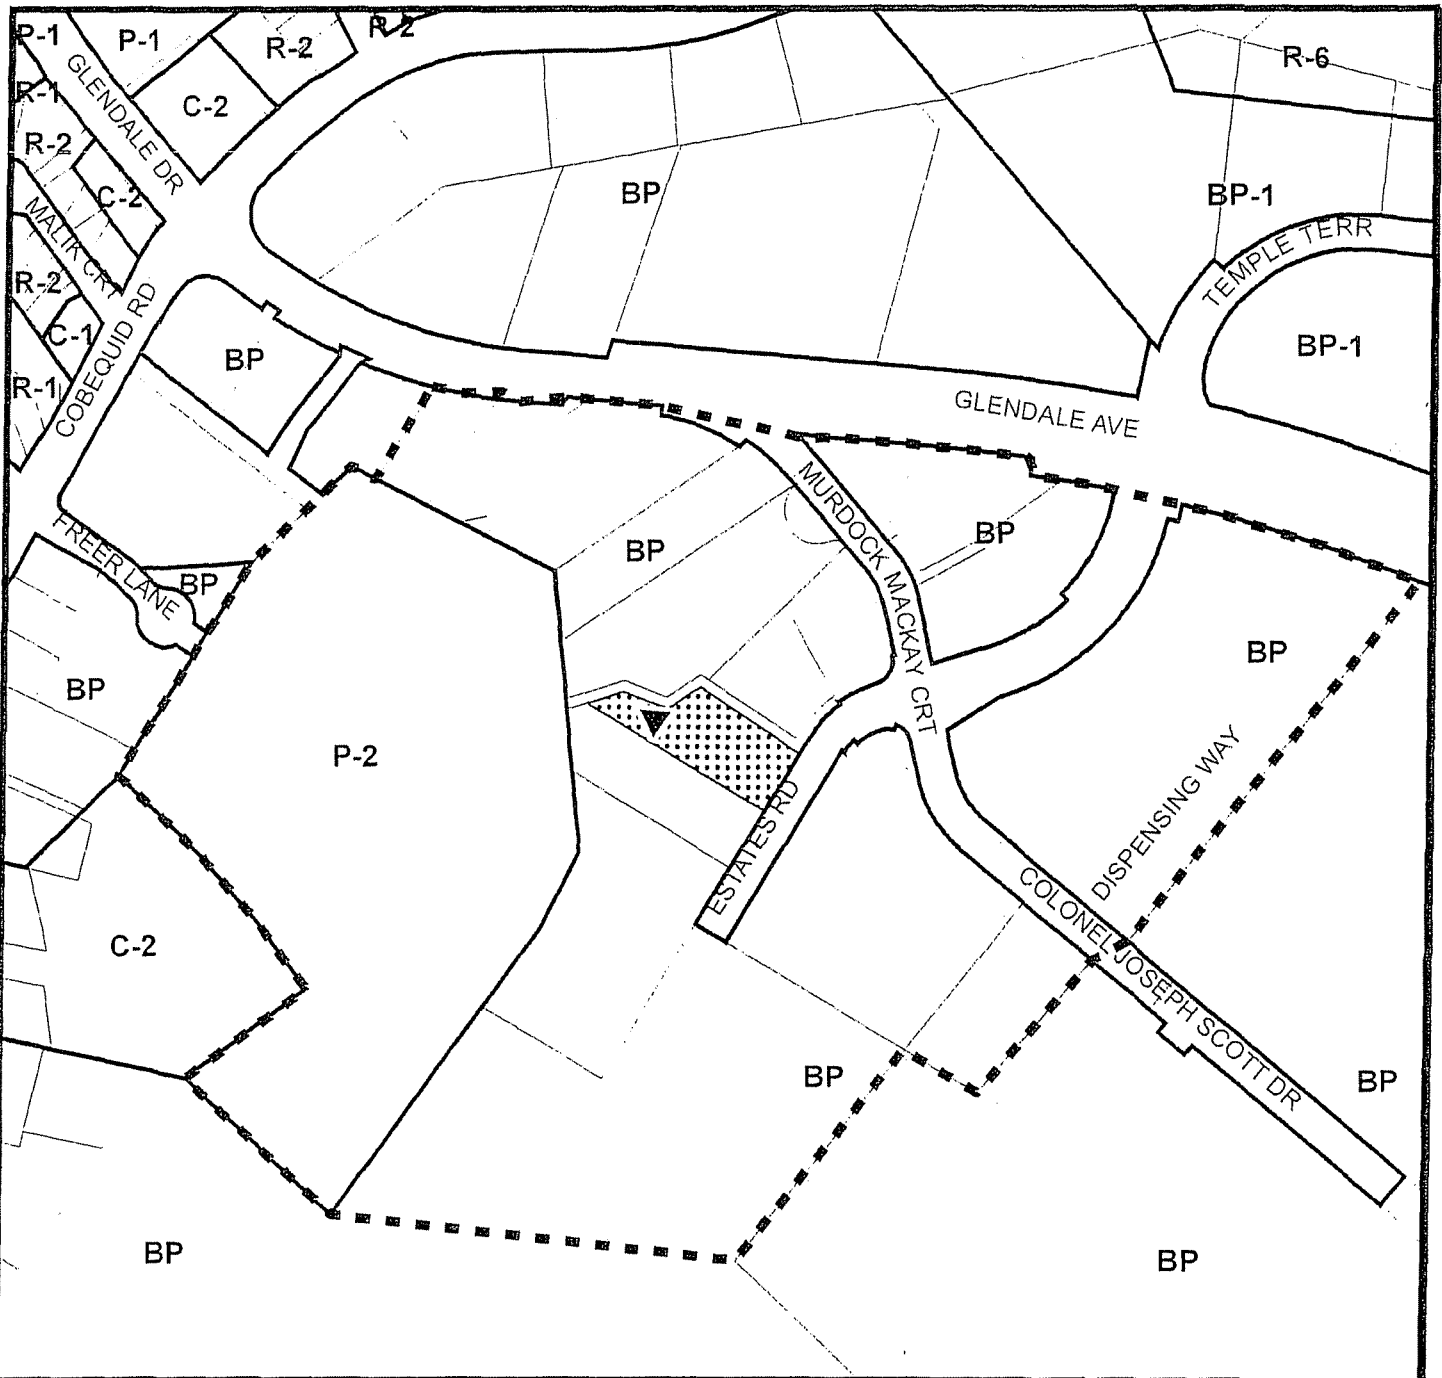 P-1
P-1
R-2
R-2
R-6
GLENDALE DR
C-2
R-1
R-2
C-2
BP
BP-1
MALIK CRT
TEMPLE TERR
R-2
C-1
COBEQUID RD
BP
BP-1
R-1
GLENDALE AVE
MURDOCK MACKAY CRT
BP
BP
FREER LANE
BP
BP
BP
P-2
DISPENSING WAY
ESTATES RD
COLONEL JOSEPH SCOTT DR
C-2
BP
BP
BP
BP